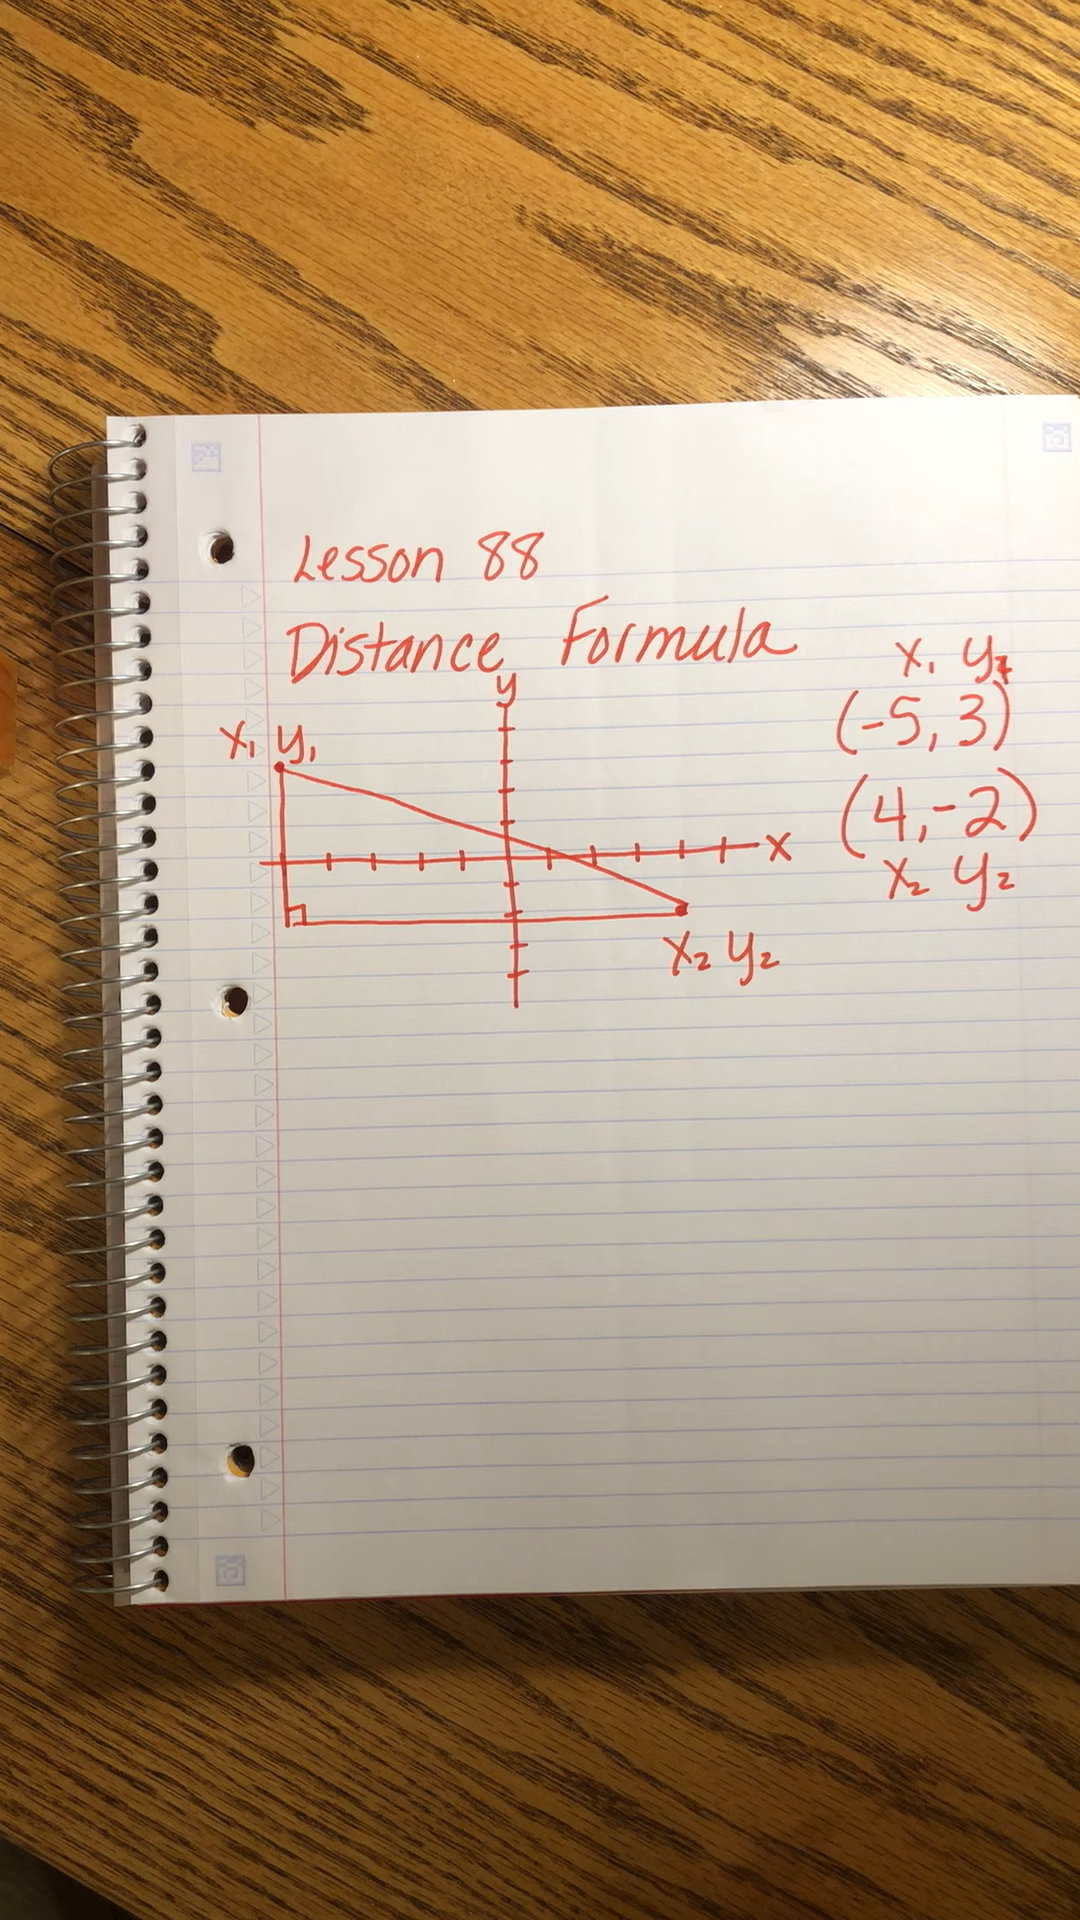 Lesson 88
Distance Formula
y
x₁ y₁
x
x₂ y₂
x₁ y₁
(-5, 3)
(4, -2)
x₂ y₂